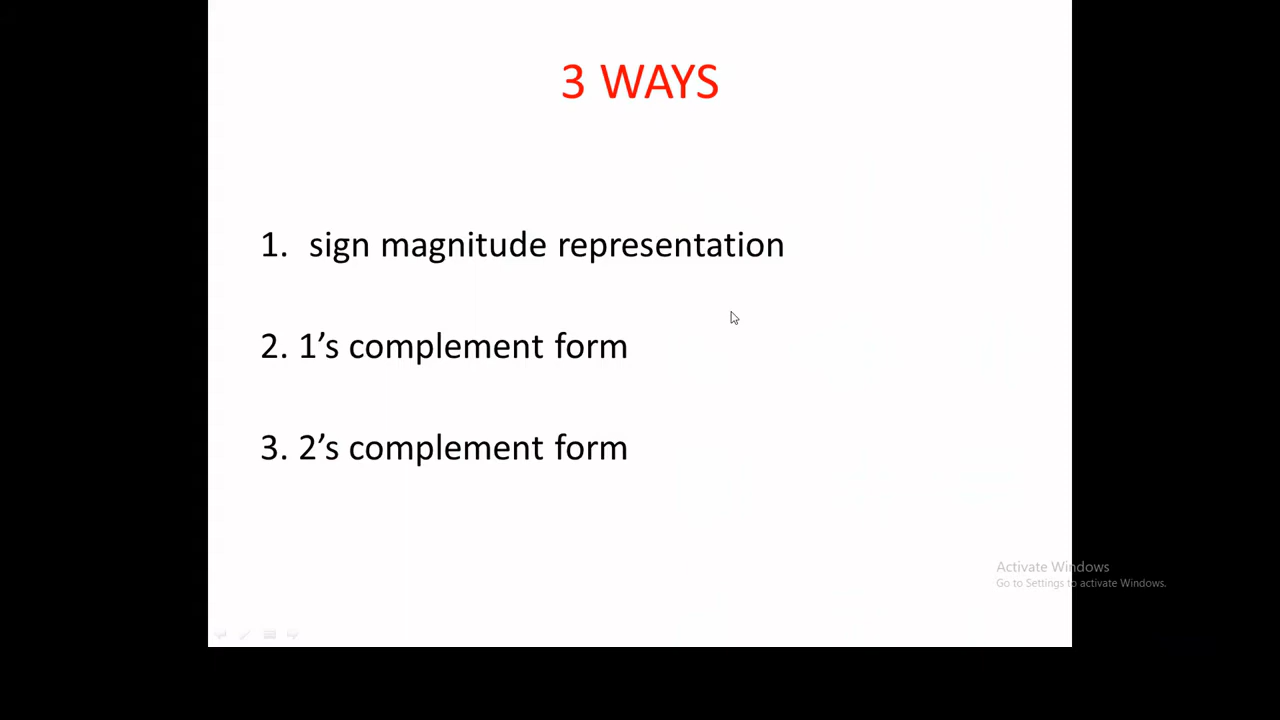 3 WAYS
1. sign magnitude representation
2. 1’s complement form
3. 2’s complement form
Activate Windows
Go to Settings to activate Windows.